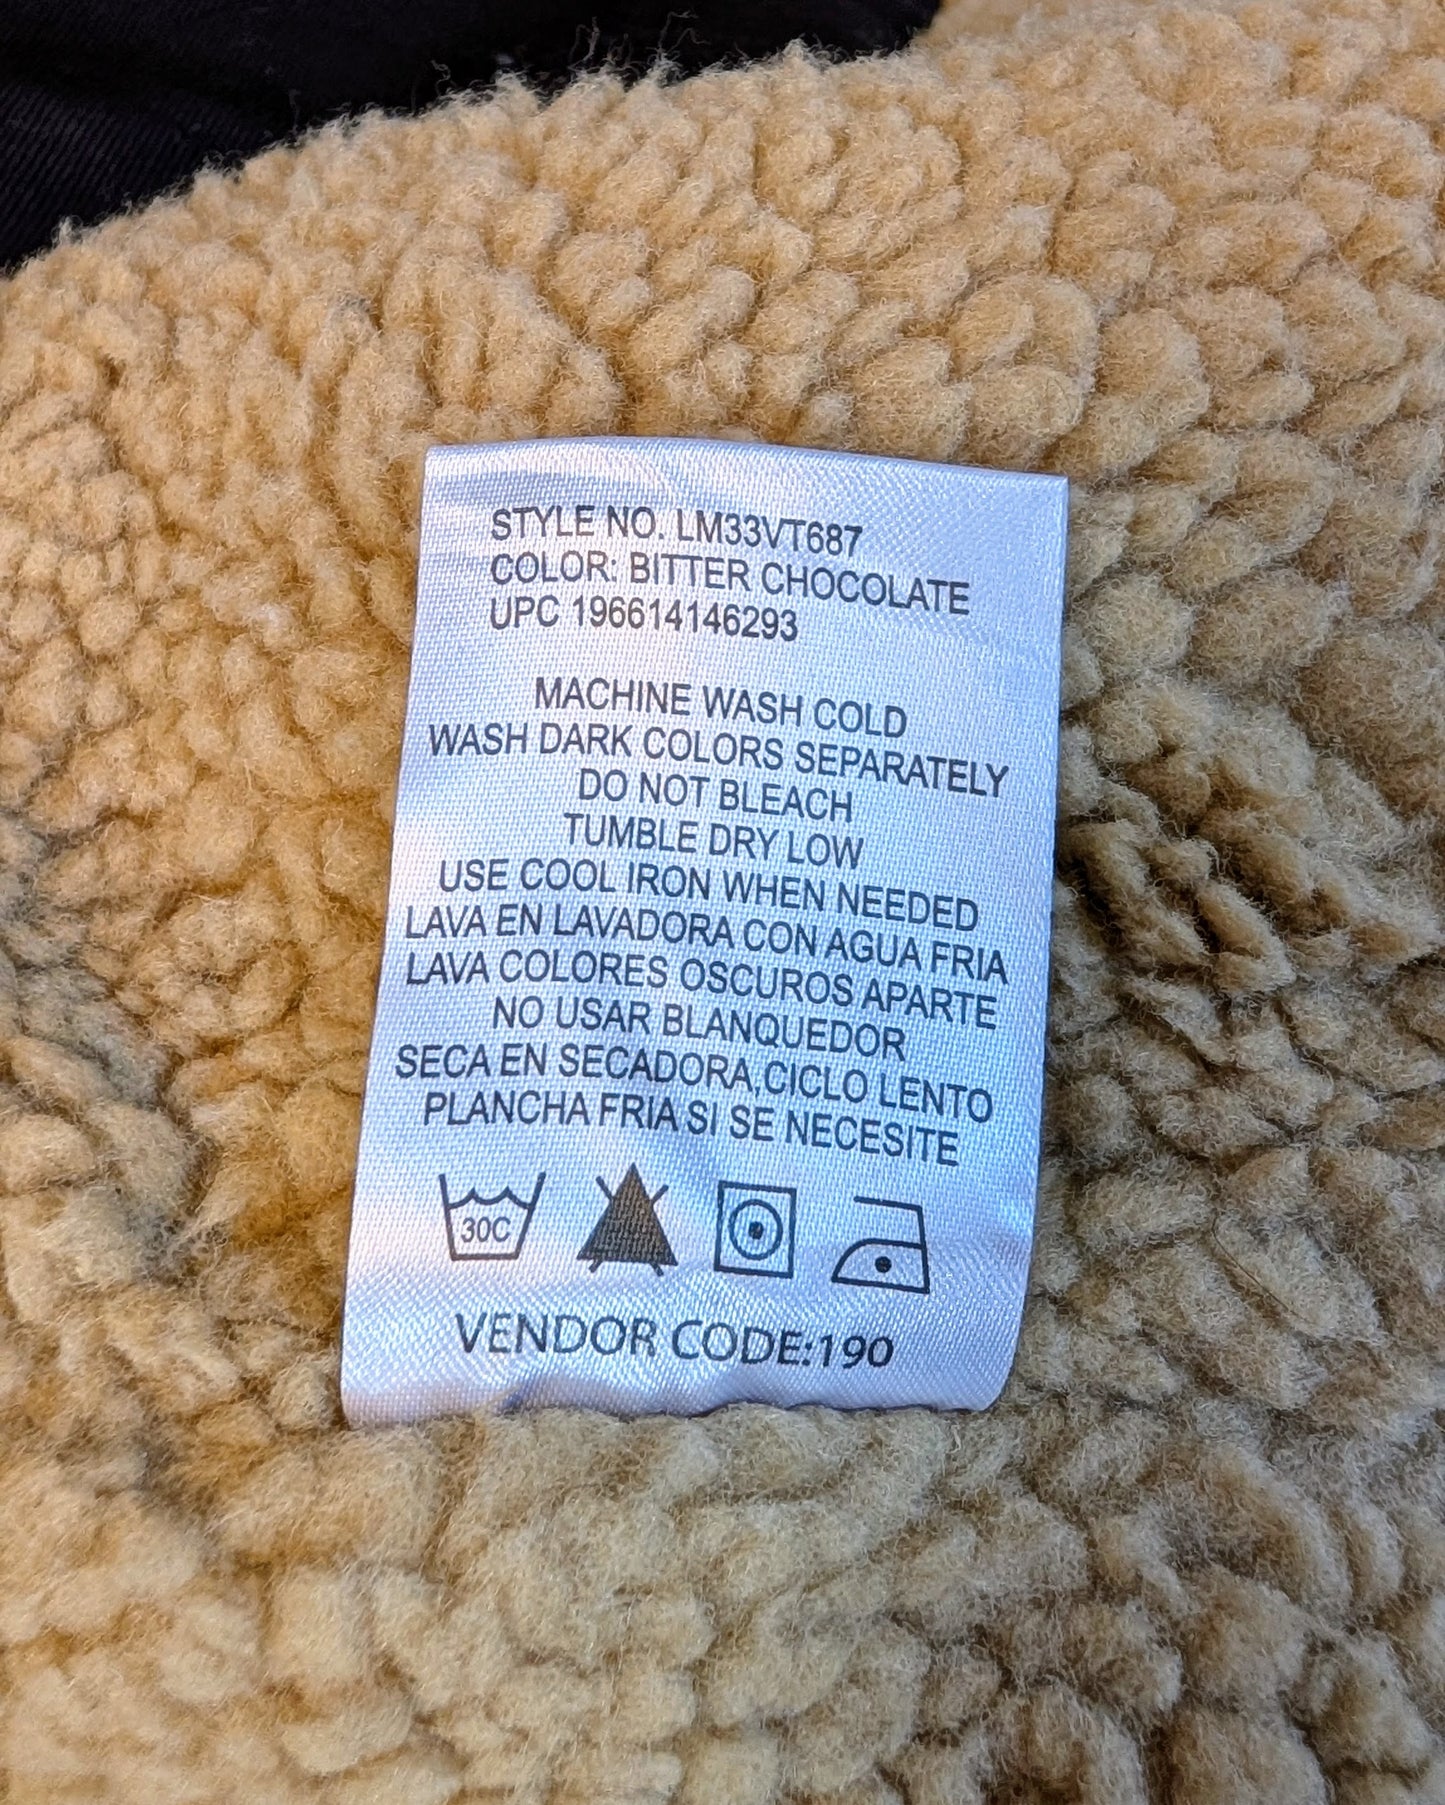 STYLE NO. LM33VT687
COLOR: BITTER CHOCOLATE
UPC 196614146293
MACHINE WASH COLD
WASH DARK COLORS SEPARATELY
DO NOT BLEACH
TUMBLE DRY LOW
USE COOL IRON WHEN NEEDED
LAVA EN LAVADORA CON AGUA FRIA
LAVA COLORES OSCUROS APARTE
NO USAR BLANQUEDOR
SECA EN SECADORA,CICLO LENTO
PLANCHA FRIA SI SE NECESITE
30C
VENDOR CODE:190